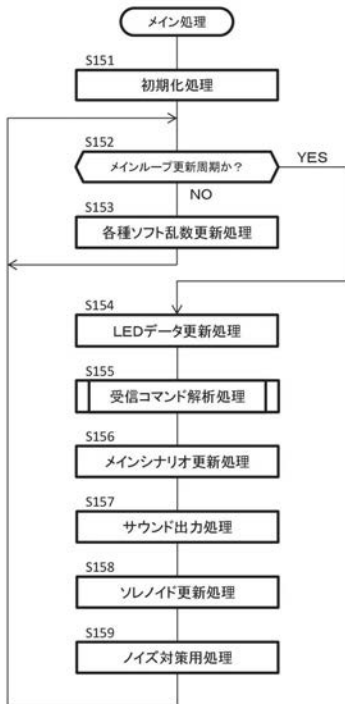 メイン処理
S151
初期化処理
S152
メインループ更新周期か？
YES
NO
S153
各種ソフト乱数更新処理
S154
LEDデータ更新処理
S155
受信コマンド解析処理
S156
メインシナリオ更新処理
S157
サウンド出力処理
S158
ソレノイド更新処理
S159
ノイズ対策用処理